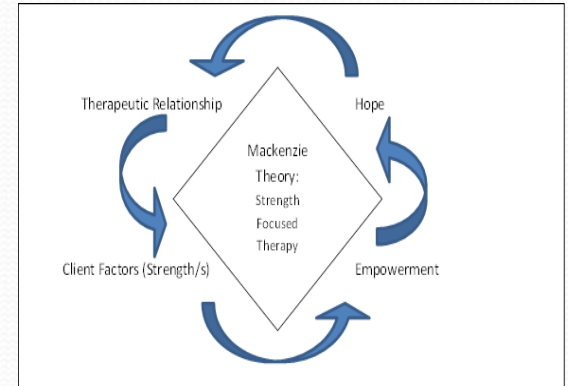 Therapeutic Relationship
Hope
Mackenzie
Theory:
Strength
Focused
Therapy
Client Factors (Strength/s)
Empowerment